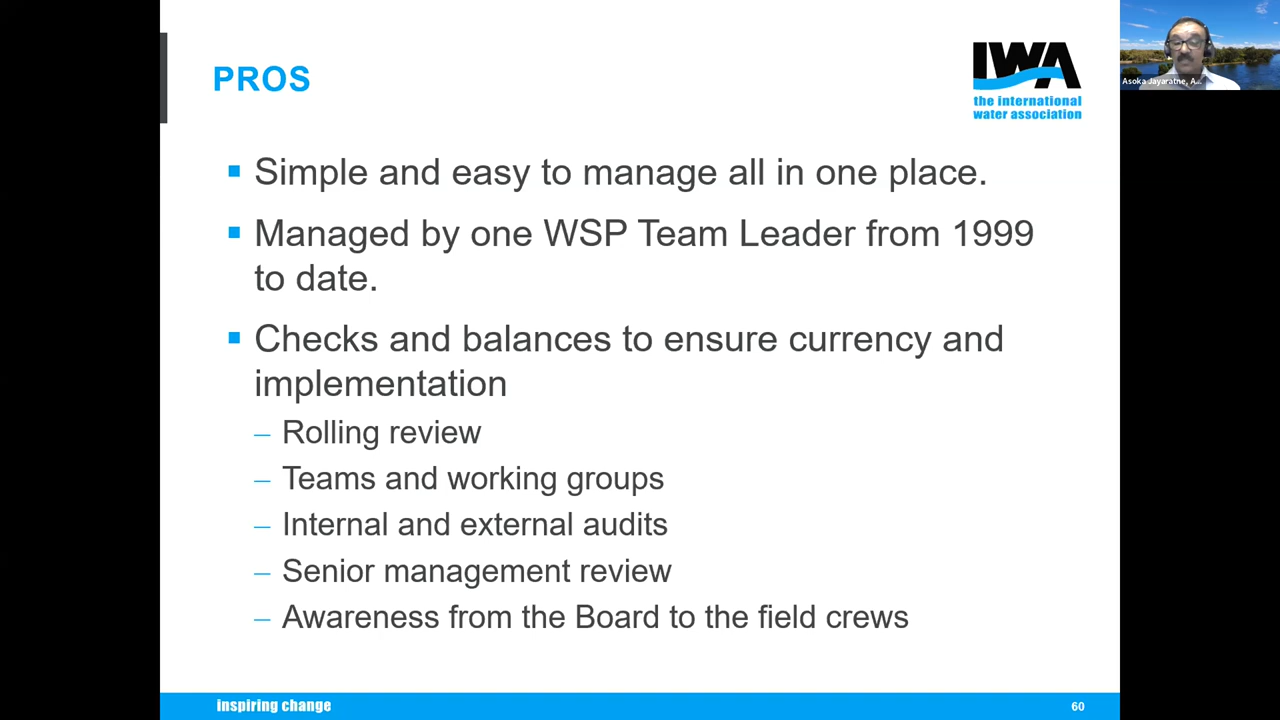 PROS
IWA
the international
water association
Asoka Jayaratne, A...
Simple and easy to manage all in one place.
Managed by one WSP Team Leader from 1999
to date.
Checks and balances to ensure currency and
implementation
– Rolling review
– Teams and working groups
– Internal and external audits
– Senior management review
– Awareness from the Board to the field crews
inspiring change
60